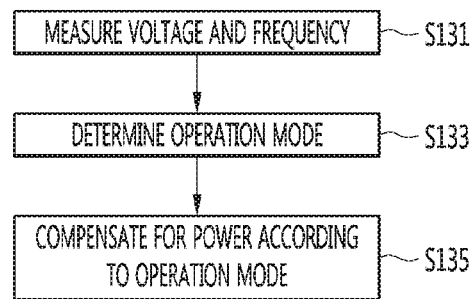 MEASURE VOLTAGE AND FREQUENCY S131
DETERMINE OPERATION MODE S133
COMPENSATE FOR POWER ACCORDING
TO OPERATION MODE S135